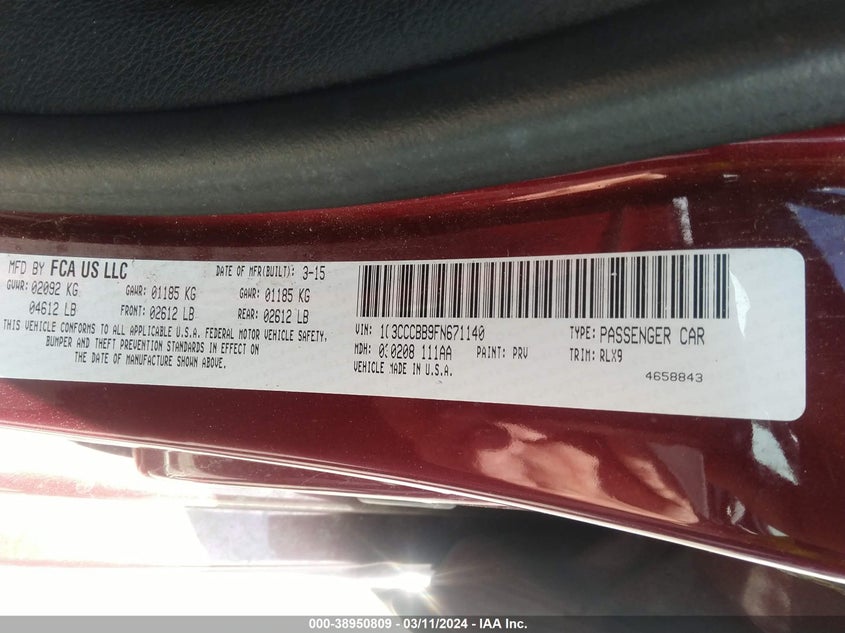 MFD BY FCA US LLC DATE OF MFR(BUILT): 3-15
GVWR: 02092 KG GAWR: 01185 KG GAWR: 01185 KG
04612 LB FRONT: 02612 LB REAR: 02612 LB
THIS VEHICLE CONFORMS TO ALL APPLICABLE U.S.A. FEDERAL MOTOR VEHICLE SAFETY,
BUMPER AND THEFT PREVENTION STANDARDS IN EFFECT ON
THE DATE OF MANUFACTURE SHOWN ABOVE.
VIN: 1C3CCCBB9FN671140 TYPE: PASSENGER CAR
MDH: 030208 111AA PAINT: PRV TRIM: RLX9
VEHICLE MADE IN U.S.A. 4658843
000-38950809 - 03/11/2024 - IAA Inc.